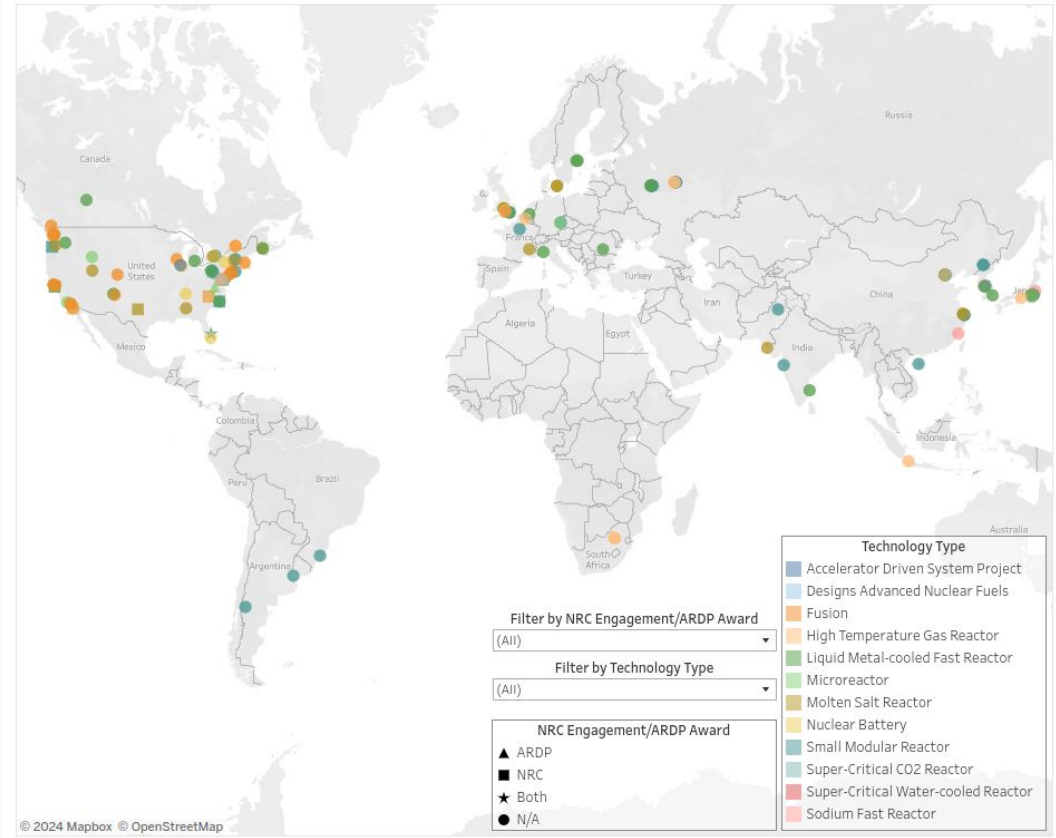 Russia
Canada
France
United
States
Spain
Turkey
China
Iran
Algeria
Egypt
India
Mexico
Colombia
Indonesia
Peru
Brazil
Australia
South
Africa
Argentina
Technology Type
Accelerator Driven System Project
Designs Advanced Nuclear Fuels
Fusion
High Temperature Gas Reactor
Liquid Metal-cooled Fast Reactor
Microreactor
Molten Salt Reactor
Nuclear Battery
Small Modular Reactor
Super-Critical CO2 Reactor
Super-Critical Water-cooled Reactor
Sodium Fast Reactor
Filter by NRC Engagement/ARDP Award
(All)
Filter by Technology Type
(All)
NRC Engagement/ARDP Award
ARDP
NRC
Both
N/A
© 2024 Mapbox © OpenStreetMap